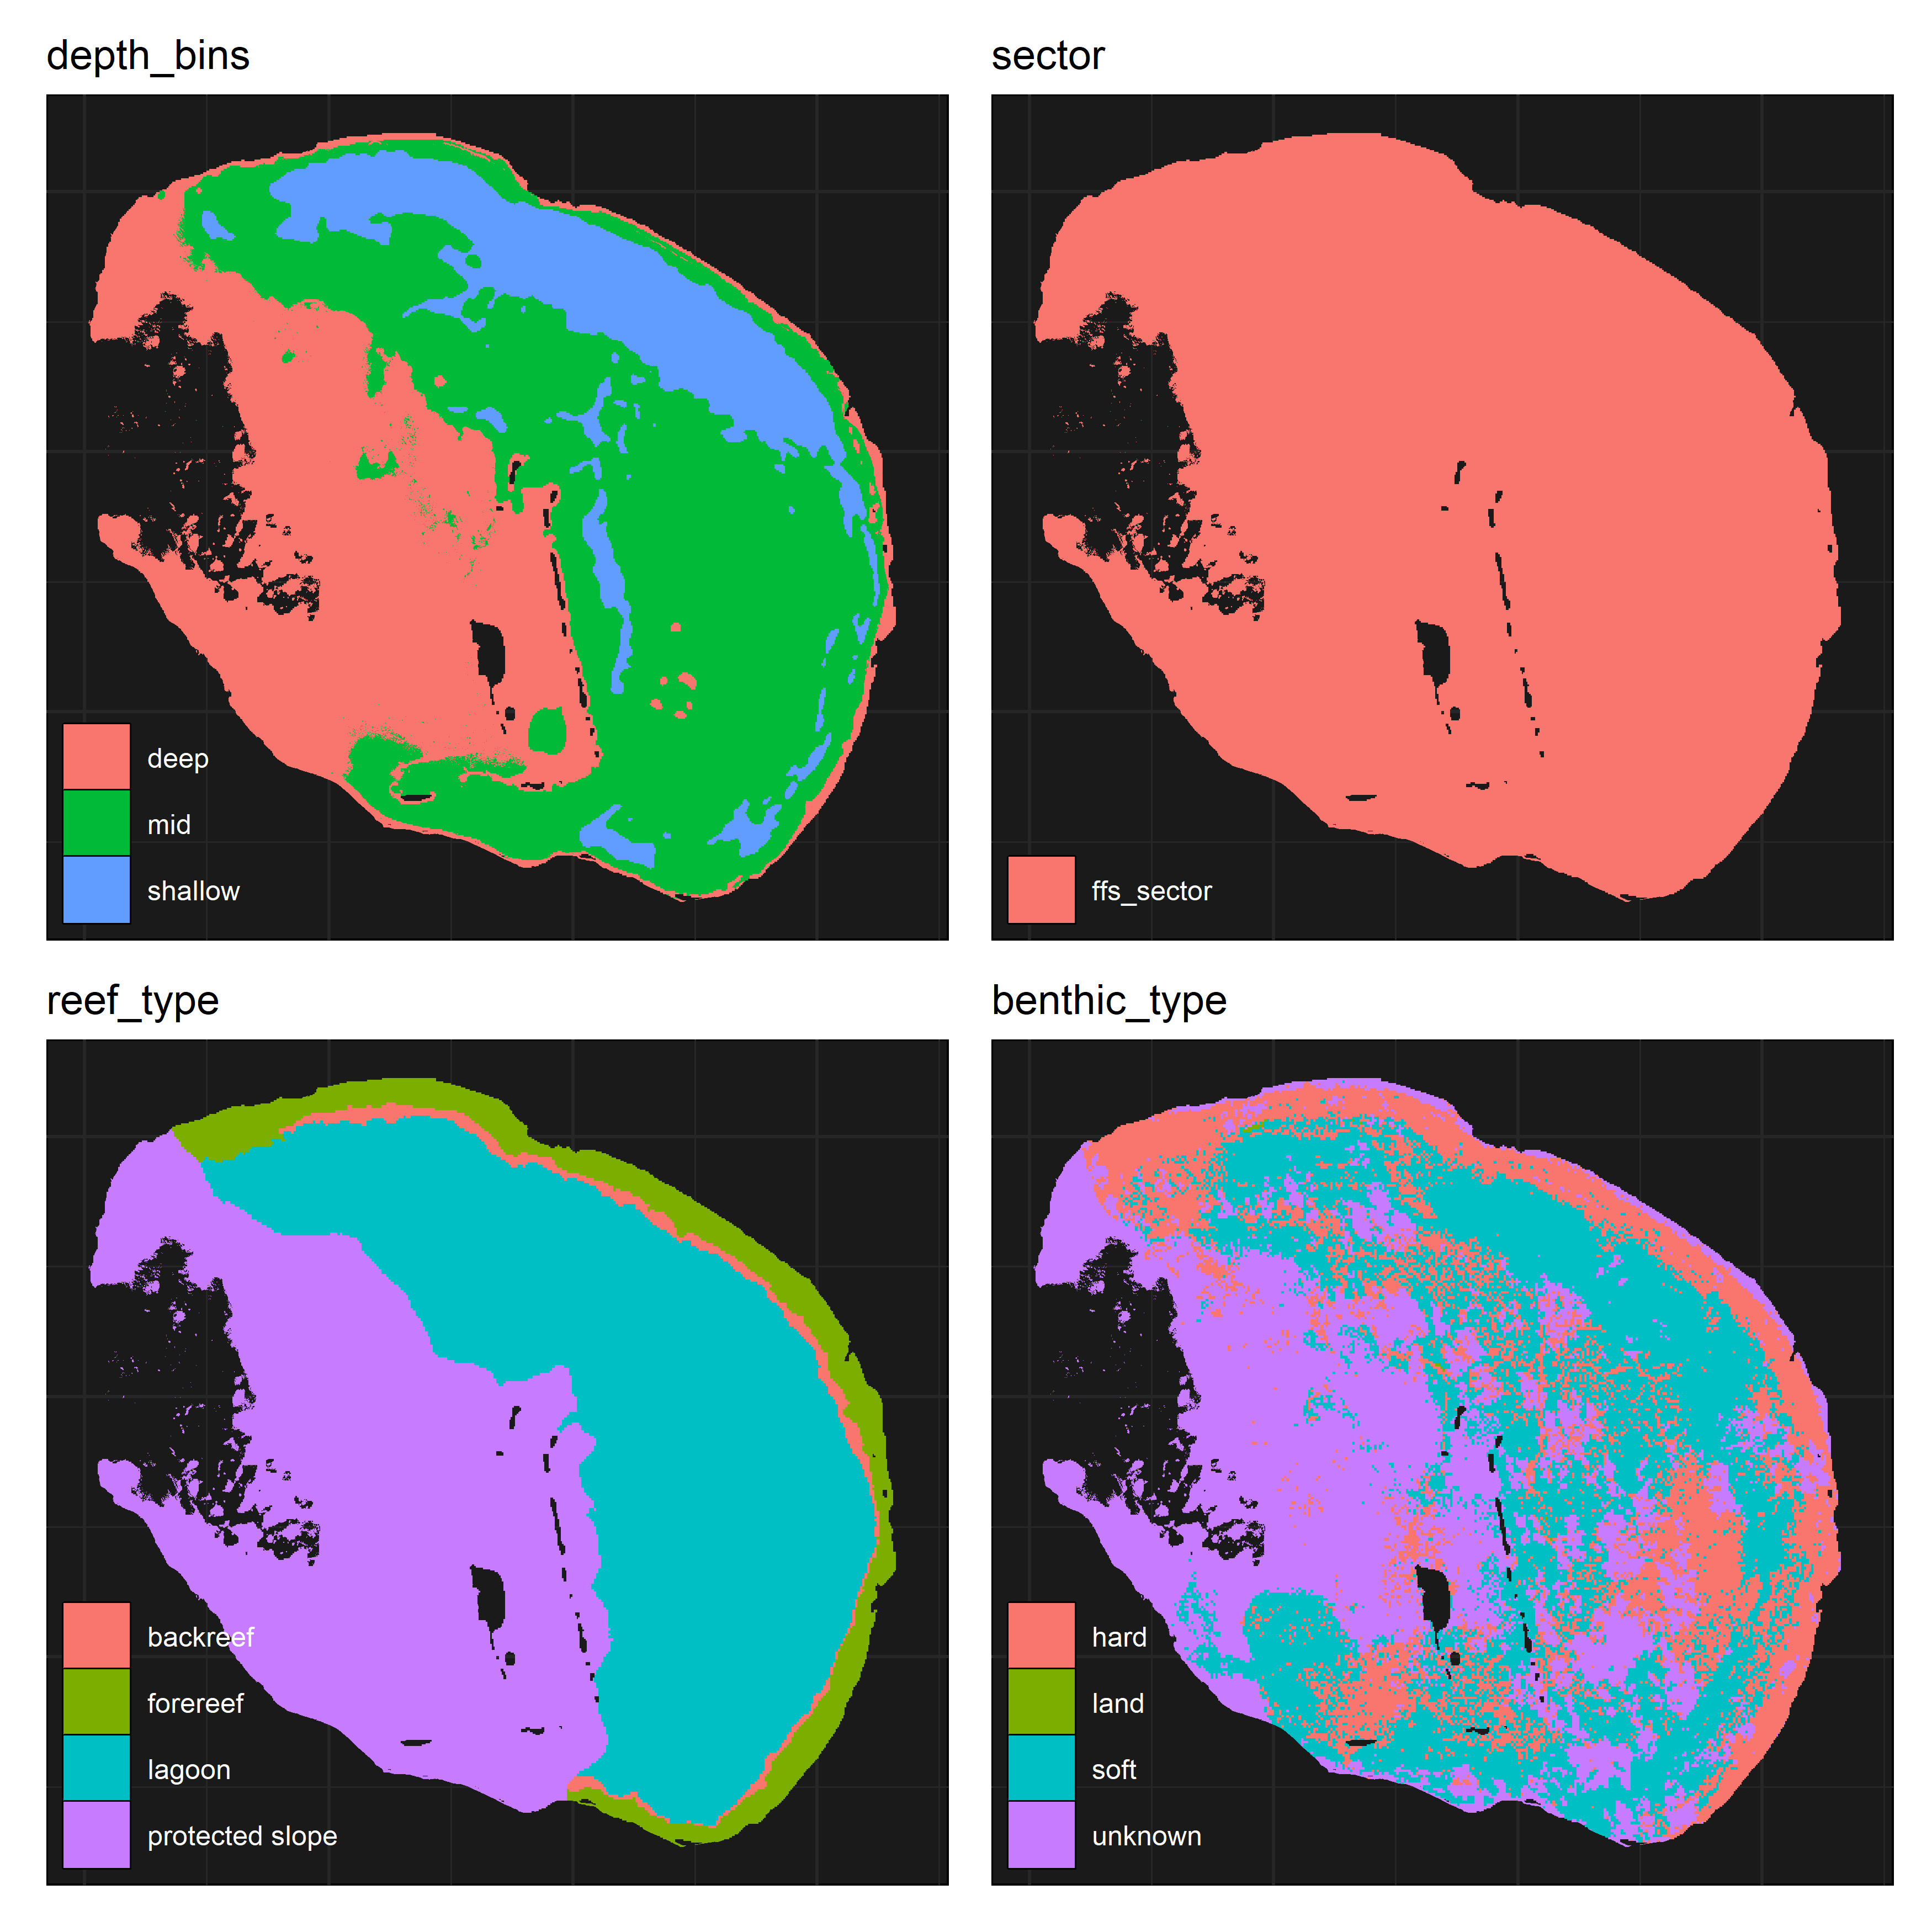 depth_bins
deep
mid
shallow
sector
ffs_sector
reef_type
backreef
forereef
lagoon
protected slope
benthic_type
hard
land
soft
unknown